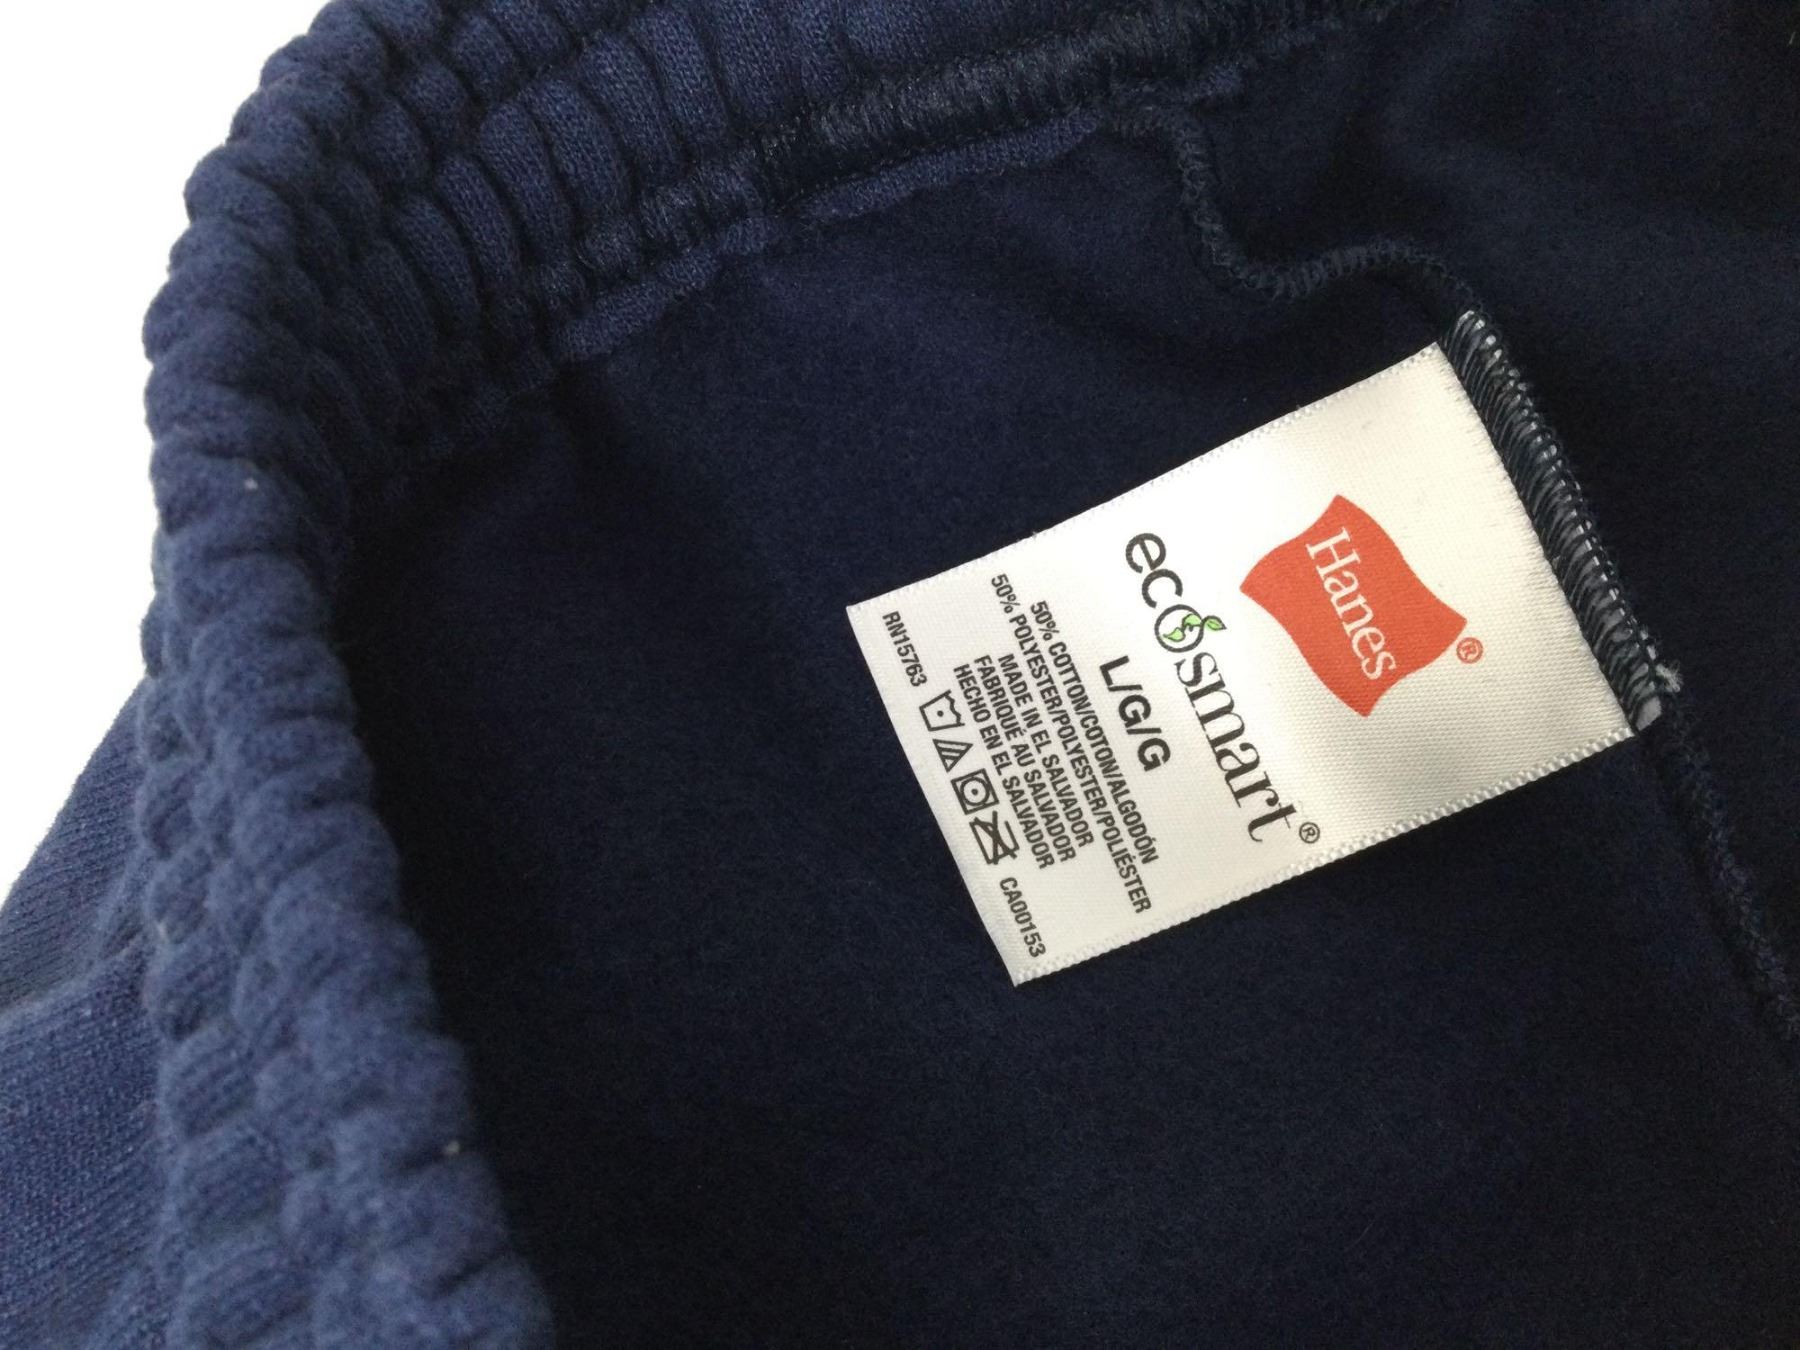 Hanes®
ecosmart®
L/G/G
50% COTTON/COTON/ALGODÓN
50% POLYESTER/POLYESTER/POLIÉSTER
MADE IN EL SALVADOR
FABRIQUÉ AU SALVADOR
HECHO EN EL SALVADOR
RN15763 CA00153